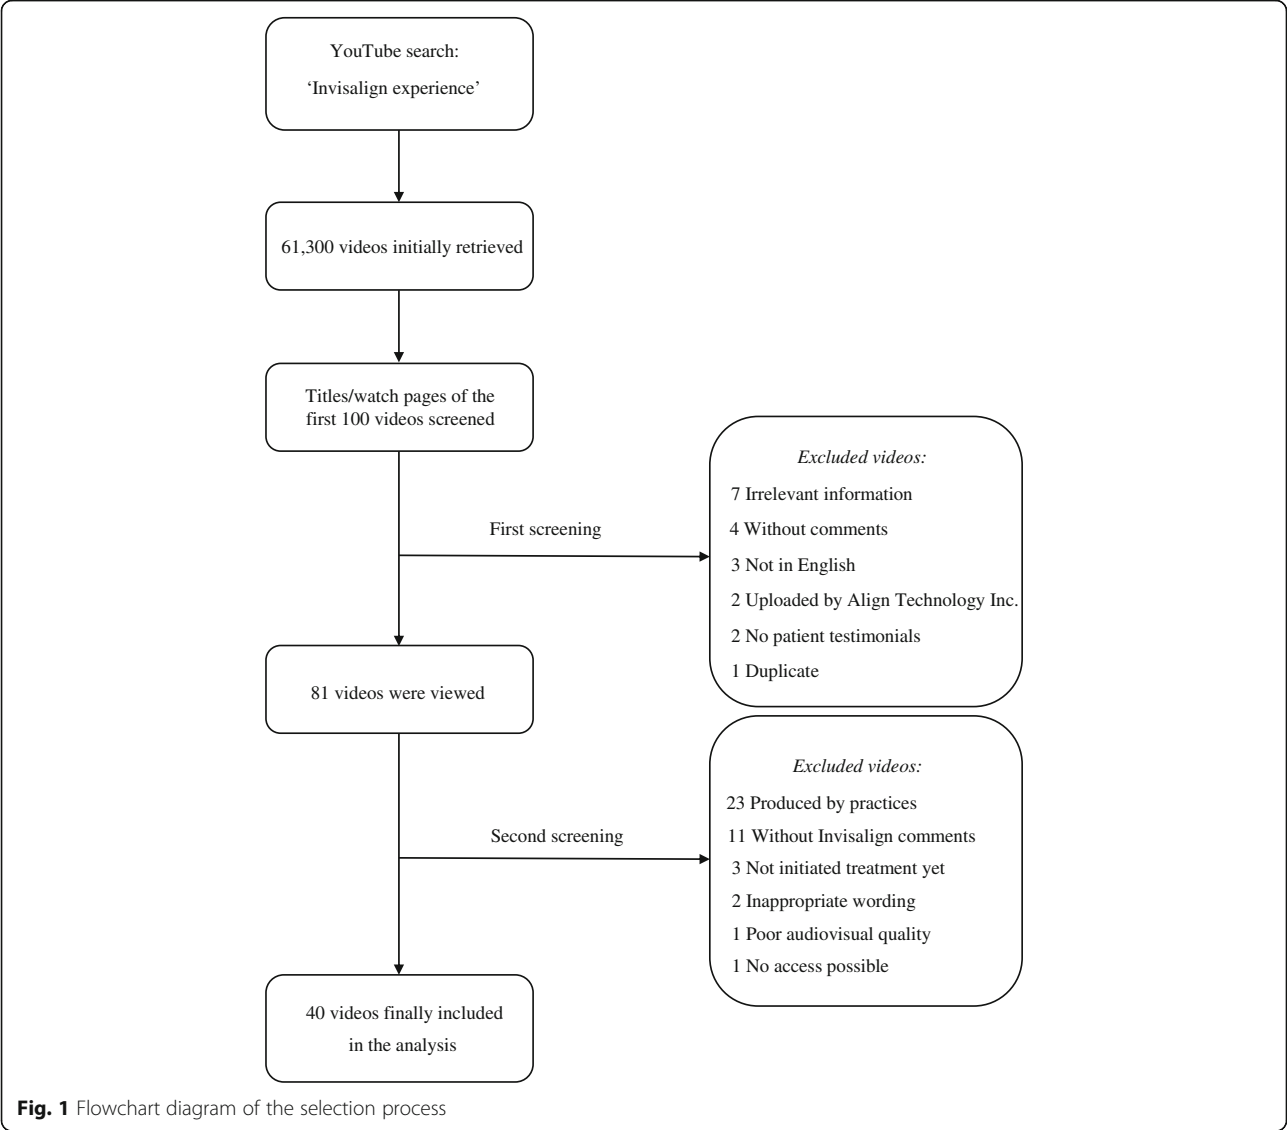 YouTube search:
‘Invisalign experience’
61,300 videos initially retrieved
Titles/watch pages of the
first 100 videos screened
First screening
Excluded videos:
7 Irrelevant information
4 Without comments
3 Not in English
2 Uploaded by Align Technology Inc.
2 No patient testimonials
1 Duplicate
81 videos were viewed
Second screening
Excluded videos:
23 Produced by practices
11 Without Invisalign comments
3 Not initiated treatment yet
2 Inappropriate wording
1 Poor audiovisual quality
1 No access possible
40 videos finally included
in the analysis
Fig. 1 Flowchart diagram of the selection process